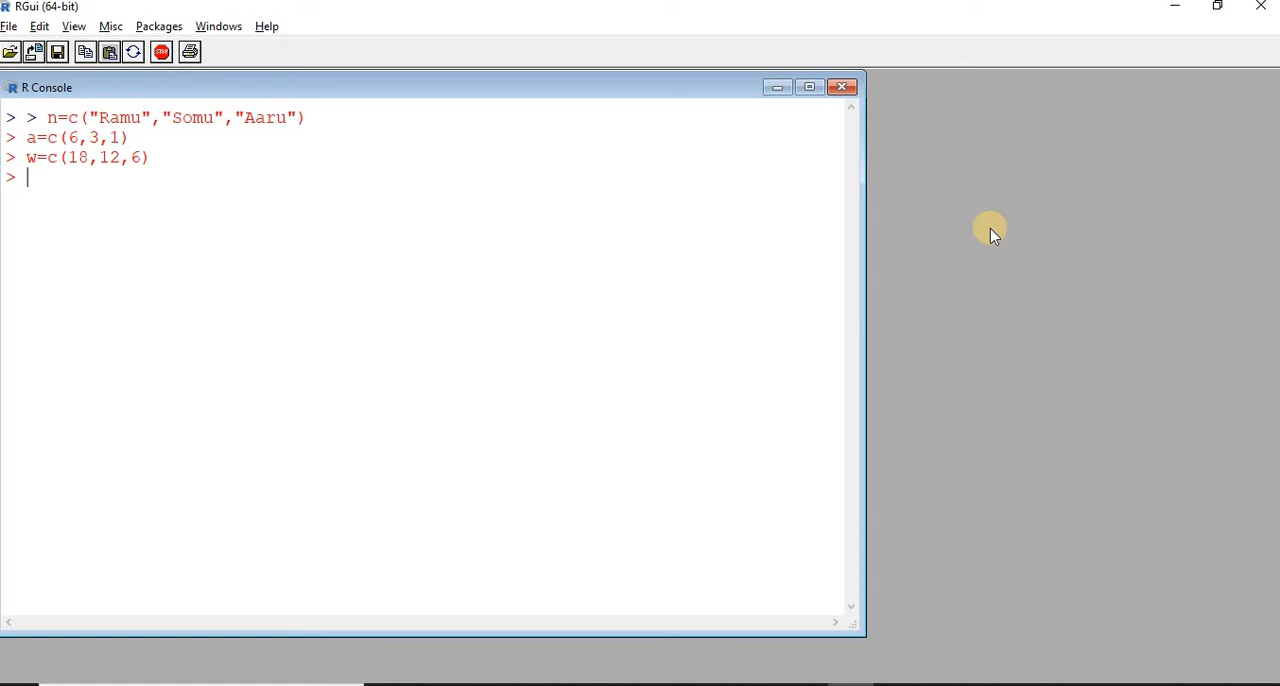 RGui (64-bit)
File Edit View Misc Packages Windows Help
STOP
R Console
> > n=c("Ramu","Somu","Aaru")
> a=c(6,3,1)
> w=c(18,12,6)
>